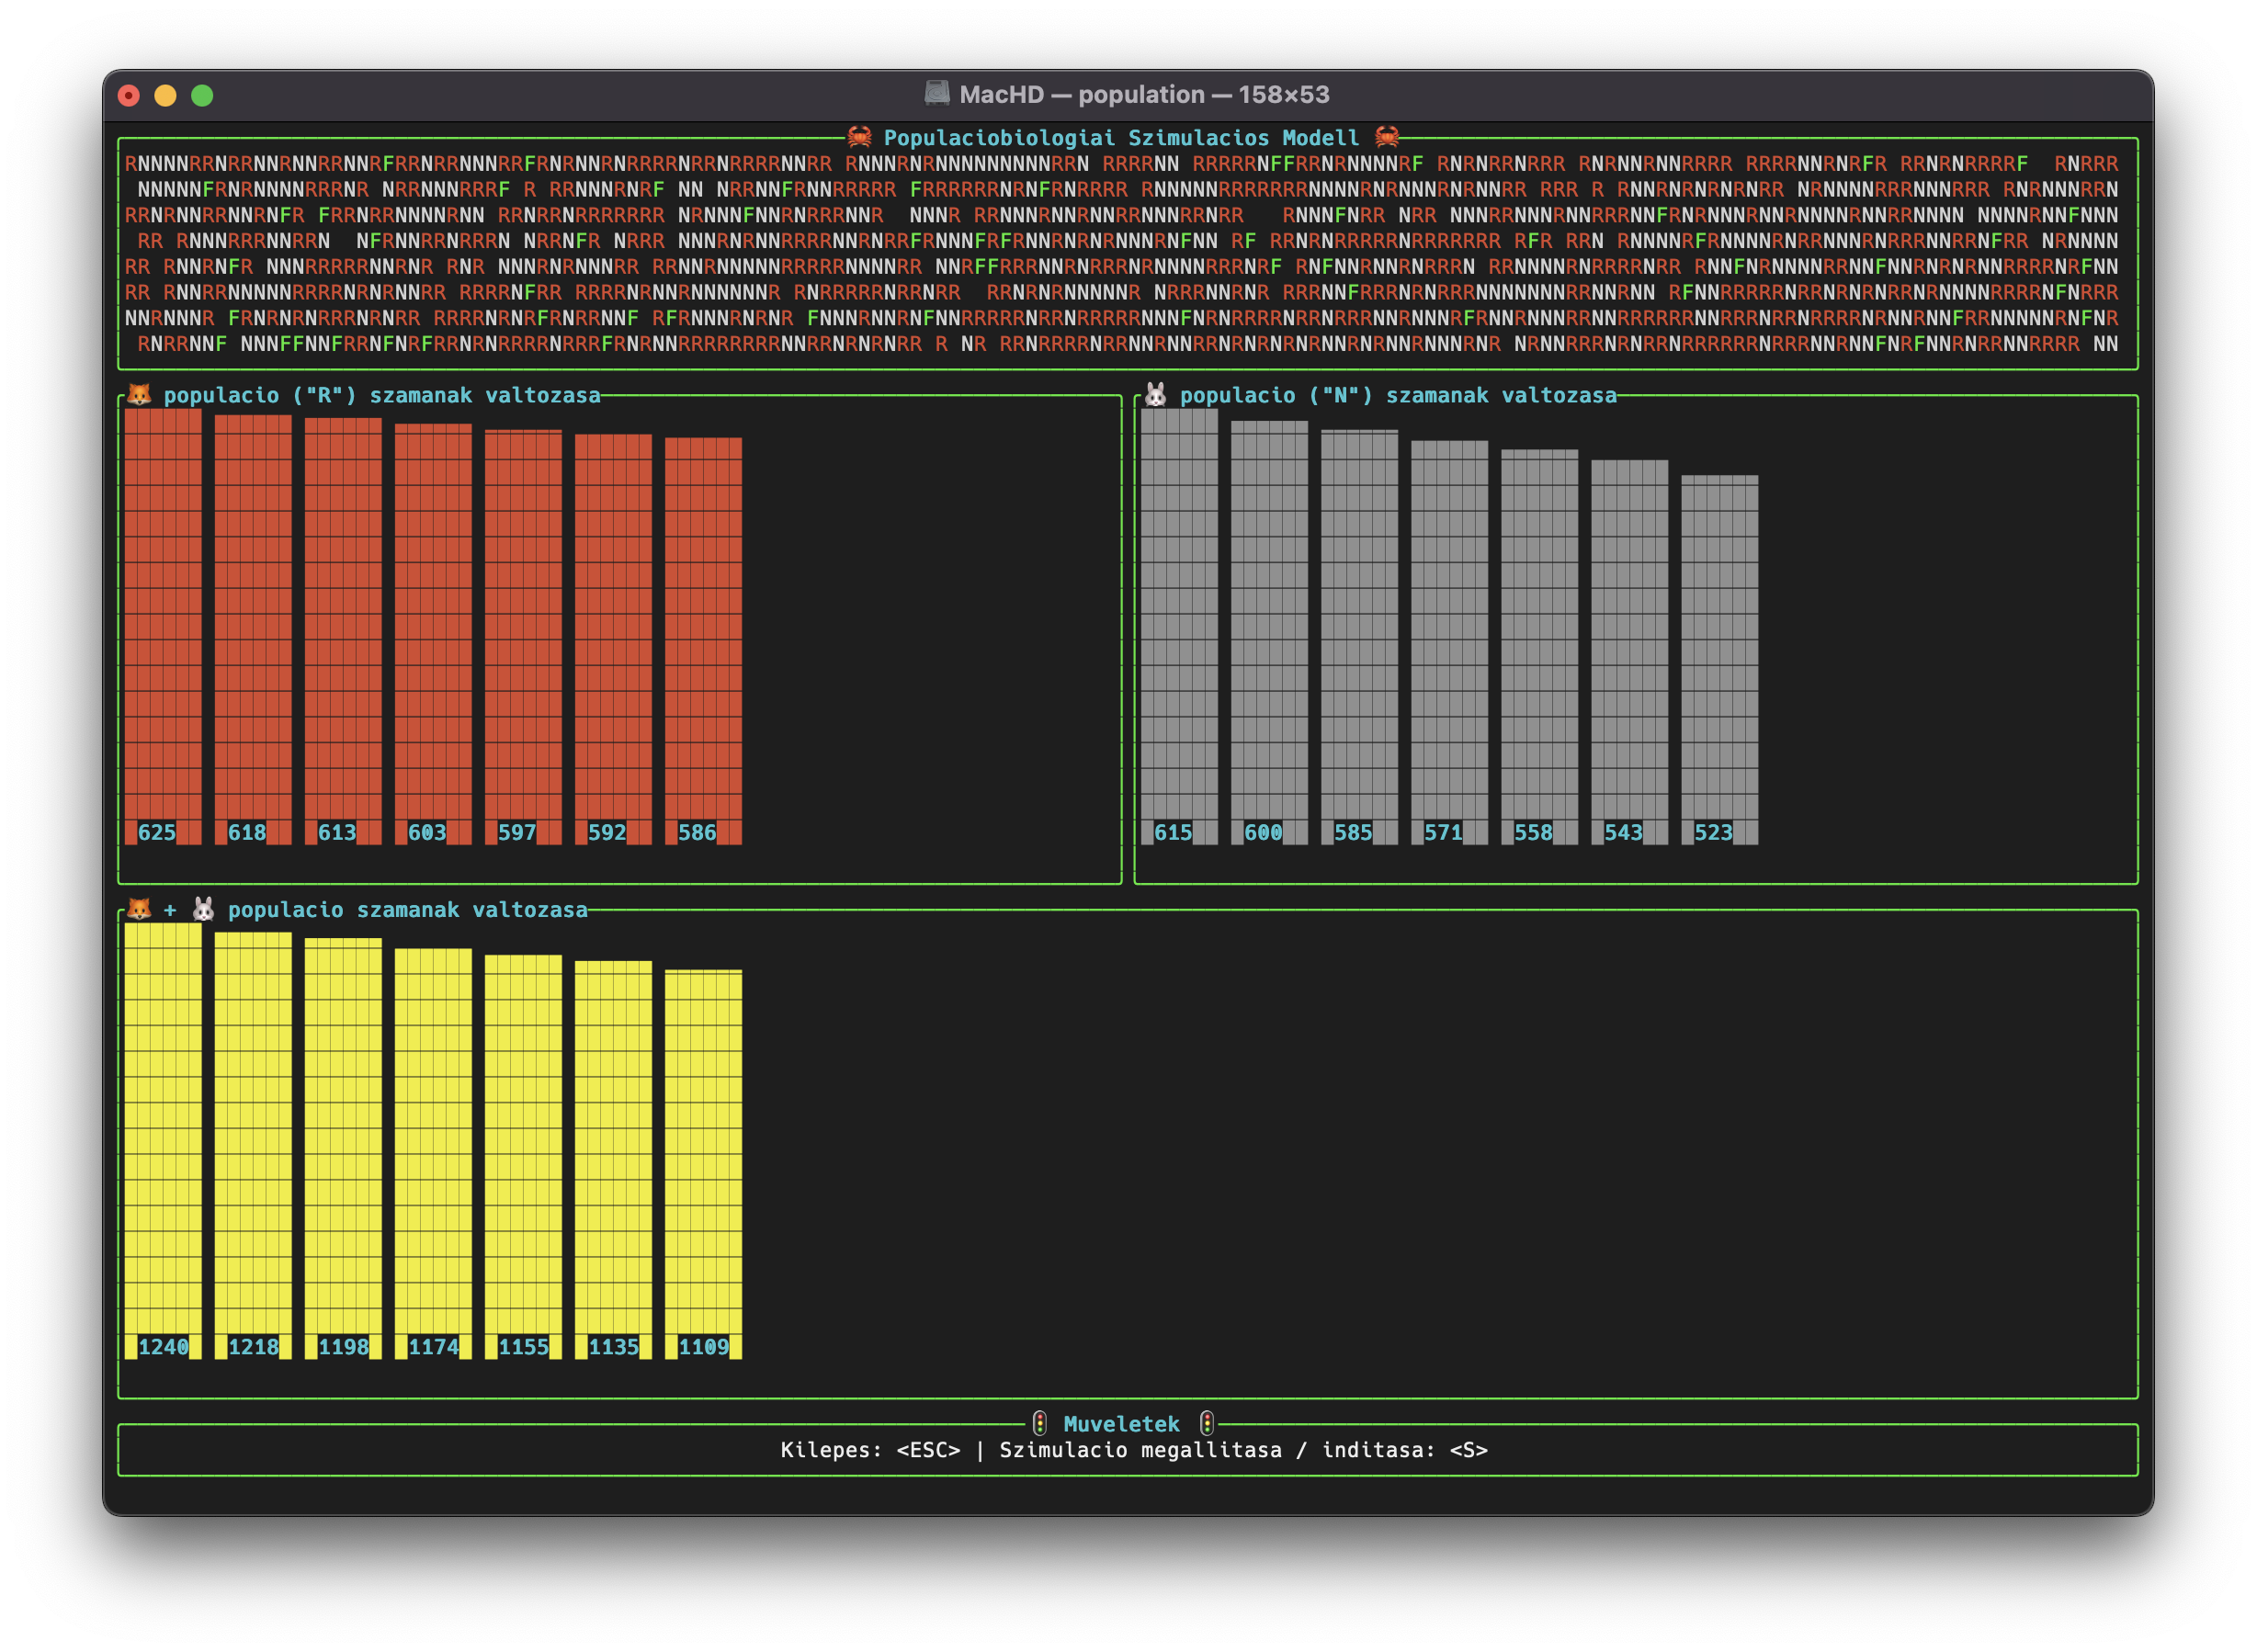 MacHD — population — 158×53
🦀 Populaciobiologiai Szimulacios Modell 🦀
RNNNNRRNRRNNRNNRRNNRFRRNRRNNNRRFRNRNNRNRRRRNRRNRRRRNNRR RNNNRNRNNNNNNNNNRRN RRRRNN RRRRRNFFRRNRNNNNRF RNRNRRNRRR RNRNNRNNRRRR RRRRNNRNRFR RRNRNRRRRF  RNRRR
NNNNNFRNRNNNNRRRNR NRRNNNRRRF R RRNNNRNRF NN NRRNNFRNNRRRRR FRRRRRRNRNFRNRRRR RNNNNNRRRRRRRNNNNRNRNNNRNRNNRR RRR R RNNRNRNRNRNRR NRNNNNRRRNNNRRR RNRNNNRRN
RRNRNNRRNNRNFR FRRNRRNNNNRNN RRNRRNRRRRRRR NRNNNFNNRNRRRNNR  NNNR RRNNNRNNRNNRRNNNRRNRR   RNNNFNRR NRR NNNRRNNNRNNRRRNNFRNRNNNRNNRNNNNRNNRRNNNN NNNNRNNFNNN
RR RNNNRRRNNRRN  NFRNNRRNRRRN NRRNFR NRRR NNNRNRNNRRRRNNRNRRFRNNNFRFRNNRNRNRNNNRNFNN RF RRNRNRRRRRNRRRRRRR RFR RRN RNNNNRFRNNNNRNRRNNNRNRRRNNRRNFRR NRNNNN
RR RNNRNFR NNNRRRRRNNRNR RNR NNNRNRNNNRR RRNNRNNNNNRRRRRNNNNRR NNRFFRRRNNRNRRRNRNNNNRRRNRF RNFNNRNNRNRRRN RRNNNNRNRRRRNRR RNNFNRNNNNRRNNFNNRNRNRNNRRRRNRFNN
RR RNNRRNNNNNRRRRNRNRNNRR RRRRNFRR RRRRNRNNRNNNNNNR RNRRRRRNRRNRR  RRNRNRNNNNNR NRRRNNRNR RRRNNFRRRNRNRRRNNNNNNNRRNNRNN RFNNRRRRRNRRNRNRNRRNRNNNNRRRRNFNRRR
NNRNNNR FRNRNRNRRRNRNRR RRRRNRNRFRNRRNNF RFRNNNRNRNR FNNNRNNRNFNNRRRRRNRRNRRRRRNNNFNRNRRRRNRRNRRRNNRNNNRFRNNRNNNRRNNRRRRRRNNRRRNRRNRRRRNRNNRNNFRRNNNNNRNFNR
RNRRNNF NNNFFNNFRRNFNRFRRNRNRRRRNRRRFRNRNNRRRRRRRRNNRRNRNRNRR R NR RRNRRRRNRRNNRNNRRNRNRNRNNRNRNNRNNNRNR NRNNRRRNRNRRNRRRRRRNRRRNNRNNFNRFNNRNRRNNRRRR NN
🦊 populacio ("R") szamanak valtozasa
625 618 613 603 597 592 586
🐰 populacio ("N") szamanak valtozasa
615 600 585 571 558 543 523
🦊 + 🐰 populacio szamanak valtozasa
1240 1218 1198 1174 1155 1135 1109
🚦 Muveletek 🚦
Kilepes: <ESC> | Szimulacio megallitasa / inditasa: <S>